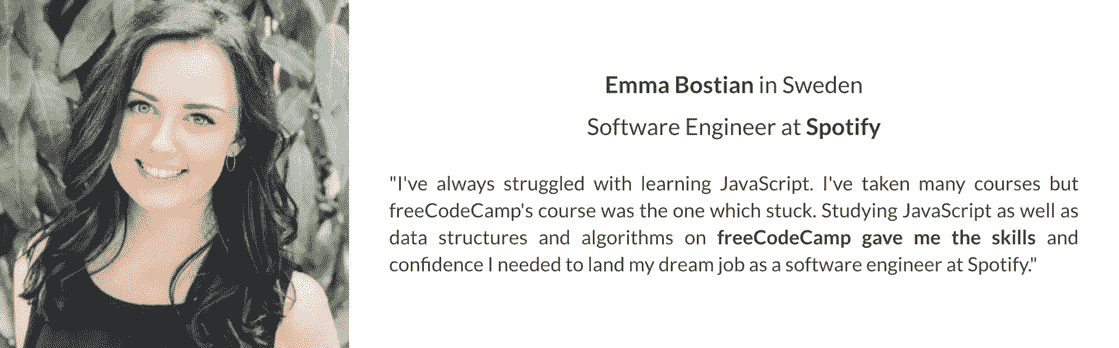 Emma Bostian in Sweden
Software Engineer at Spotify
"I've always struggled with learning JavaScript. I've taken many courses but
freeCodeCamp's course was the one which stuck. Studying JavaScript as well as
data structures and algorithms on freeCodeCamp gave me the skills and
confidence I needed to land my dream job as a software engineer at Spotify."